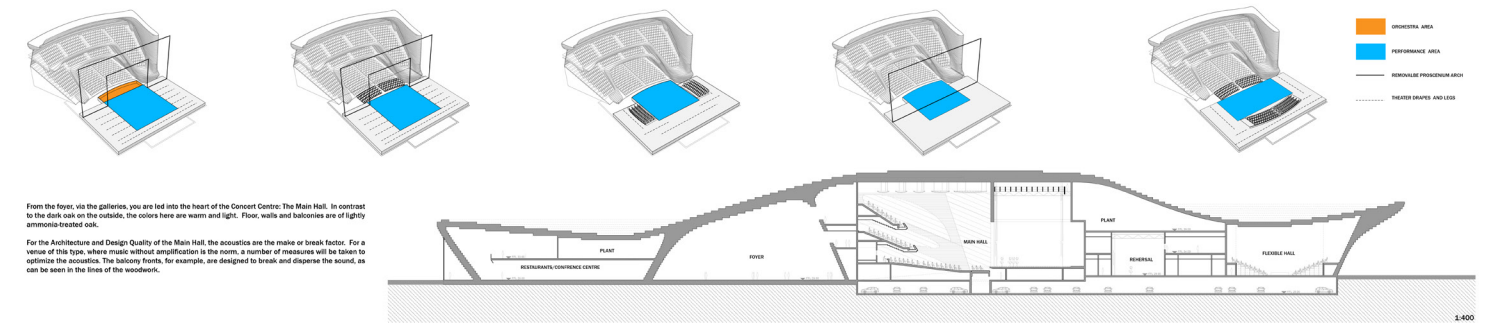 ORCHESTRA AREA
PERFORMANCE AREA
REMOVALBE PROSCENIUM ARCH
THEATER DRAPES AND LEGS
From the foyer, via the galleries, you are led into the heart of the Concert Centre: The Main Hall. In contrast
to the dark oak on the outside, the colors here are warm and light. Floor, walls and balconies are of lightly
ammonia-treated oak.
For the Architecture and Design Quality of the Main Hall, the acoustics are the make or break factor. For a
venue of this type, where music without amplification is the norm, a number of measures will be taken to
optimize the acoustics. The balcony fronts, for example, are designed to break and disperse the sound, as
can be seen in the lines of the woodwork.
PLANT
RESTAURANTS/CONFRENCE CENTRE
FOYER
MAIN HALL
PLANT
REHERSAL
FLEXIBLE HALL
1:400